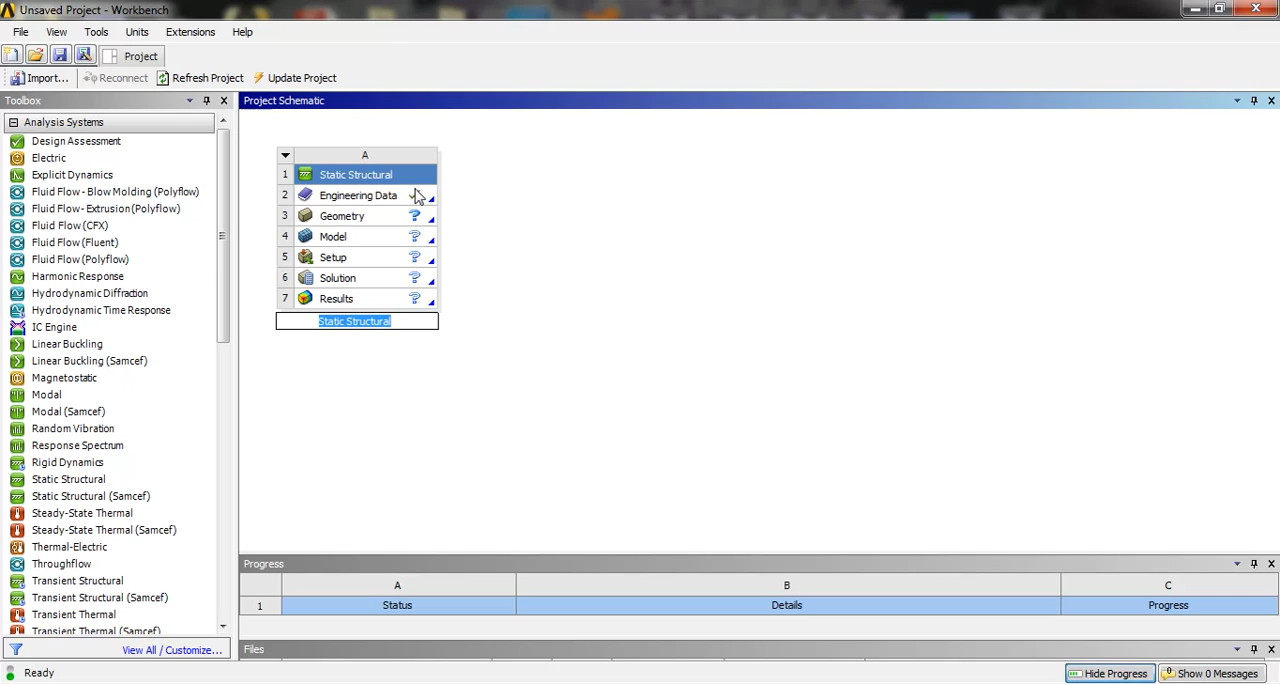 Unsaved Project - Workbench
File View Tools Units Extensions Help
Project
Import... Reconnect Refresh Project Update Project
Toolbox
Analysis Systems
Design Assessment
Electric
Explicit Dynamics
Fluid Flow - Blow Molding (Polyflow)
Fluid Flow- Extrusion (Polyflow)
Fluid Flow (CFX)
Fluid Flow (Fluent)
Fluid Flow (Polyflow)
Harmonic Response
Hydrodynamic Diffraction
Hydrodynamic Time Response
IC Engine
Linear Buckling
Linear Buckling (Samcef)
Magnetostatic
Modal
Modal (Samcef)
Random Vibration
Response Spectrum
Rigid Dynamics
Static Structural
Static Structural (Samcef)
Steady-State Thermal
Steady-State Thermal (Samcef)
Thermal-Electric
Throughflow
Transient Structural
Transient Structural (Samcef)
Transient Thermal
Transient Thermal (Samcef)
View All / Customize...
Project Schematic
A
1 Static Structural
2 Engineering Data
3 Geometry ?
4 Model ?
5 Setup ?
6 Solution ?
7 Results ?
Static Structural
Progress
A B C
1 Status Details Progress
Files
Ready
Hide Progress Show 0 Messages